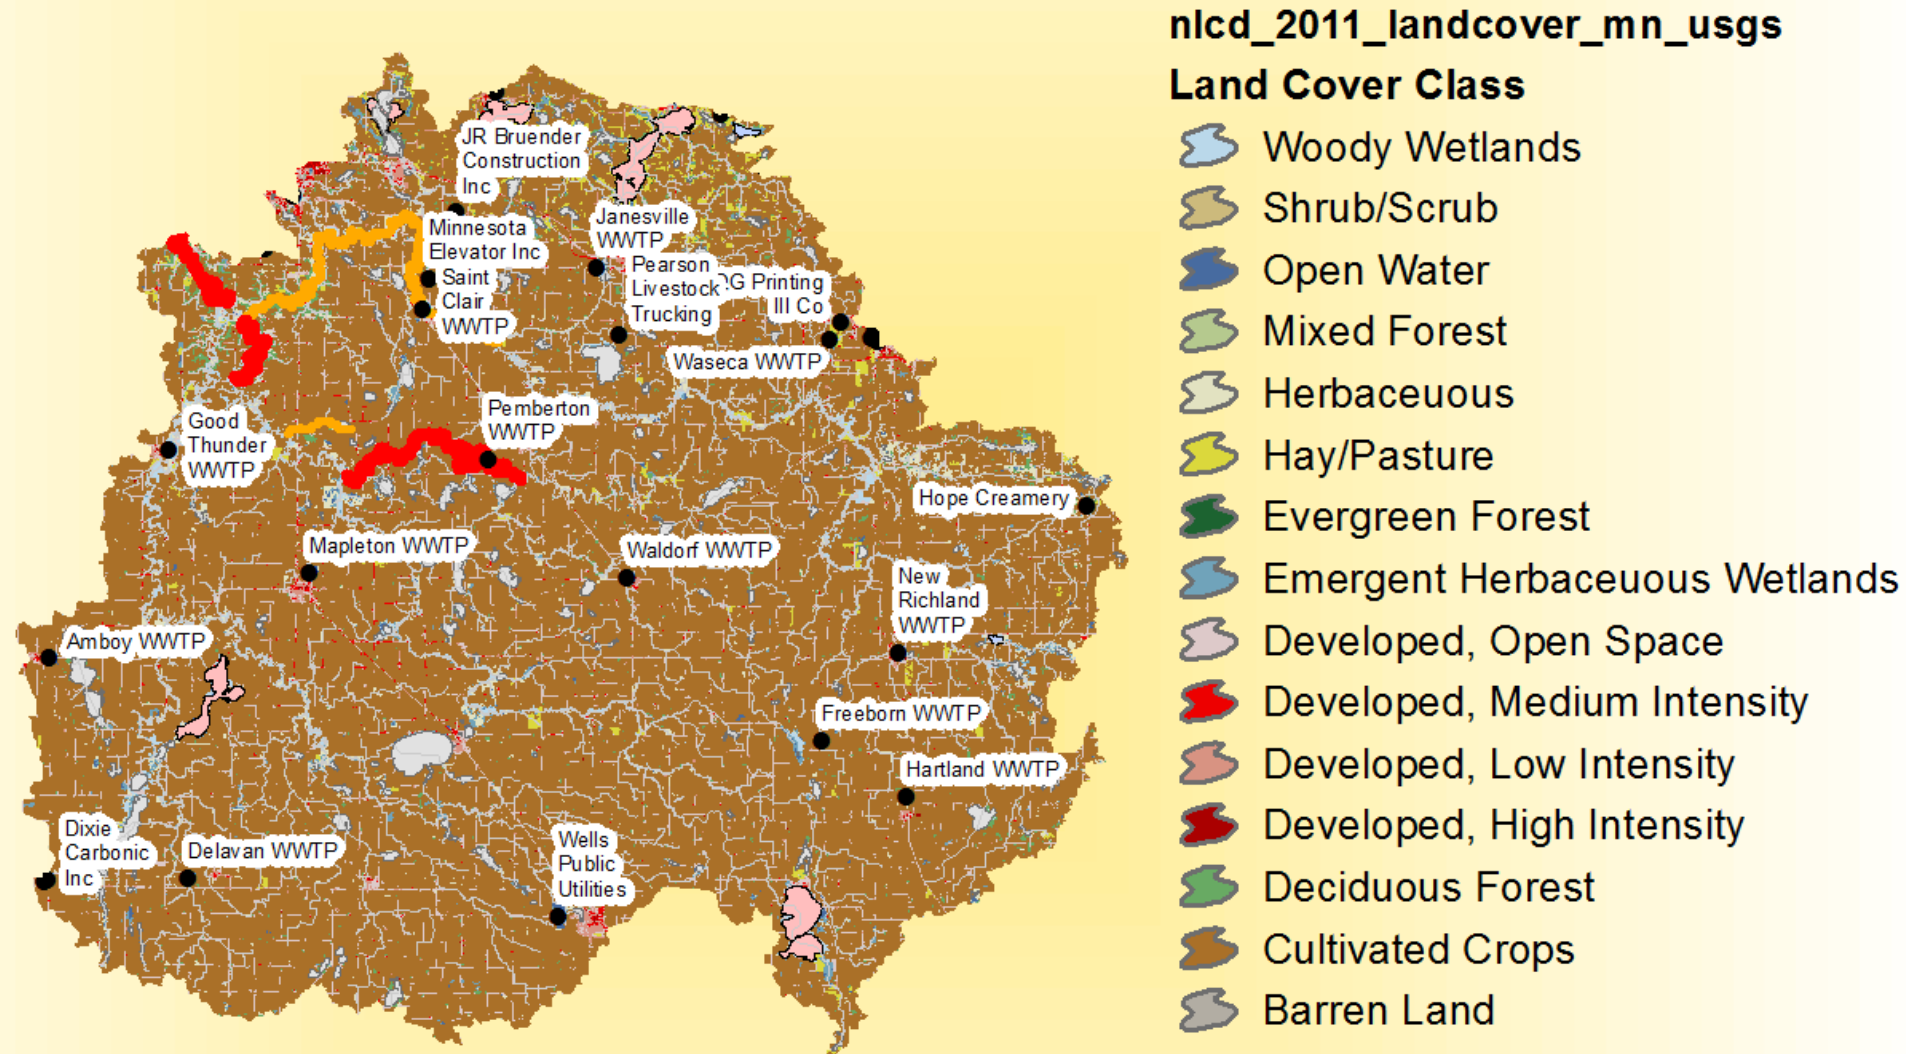 nlcd_2011_landcover_mn_usgs
Land Cover Class
Woody Wetlands
Shrub/Scrub
Open Water
Mixed Forest
Herbaceuous
Hay/Pasture
Evergreen Forest
Emergent Herbaceuous Wetlands
Developed, Open Space
Developed, Medium Intensity
Developed, Low Intensity
Developed, High Intensity
Deciduous Forest
Cultivated Crops
Barren Land
JR Bruender
Construction
Inc
Minnesota
Elevator Inc
Saint
Clair
WWTP
Janesville
WWTP
Pearson
Livestock
Trucking
G Printing
III Co
Waseca WWTP
Good
Thunder
WWTP
Pemberton
WWTP
Hope Creamery
Mapleton WWTP
Waldorf WWTP
New
Richland
WWTP
Amboy WWTP
Freeborn WWTP
Hartland WWTP
Dixie
Carbonic
Inc
Delavan WWTP
Wells
Public
Utilities